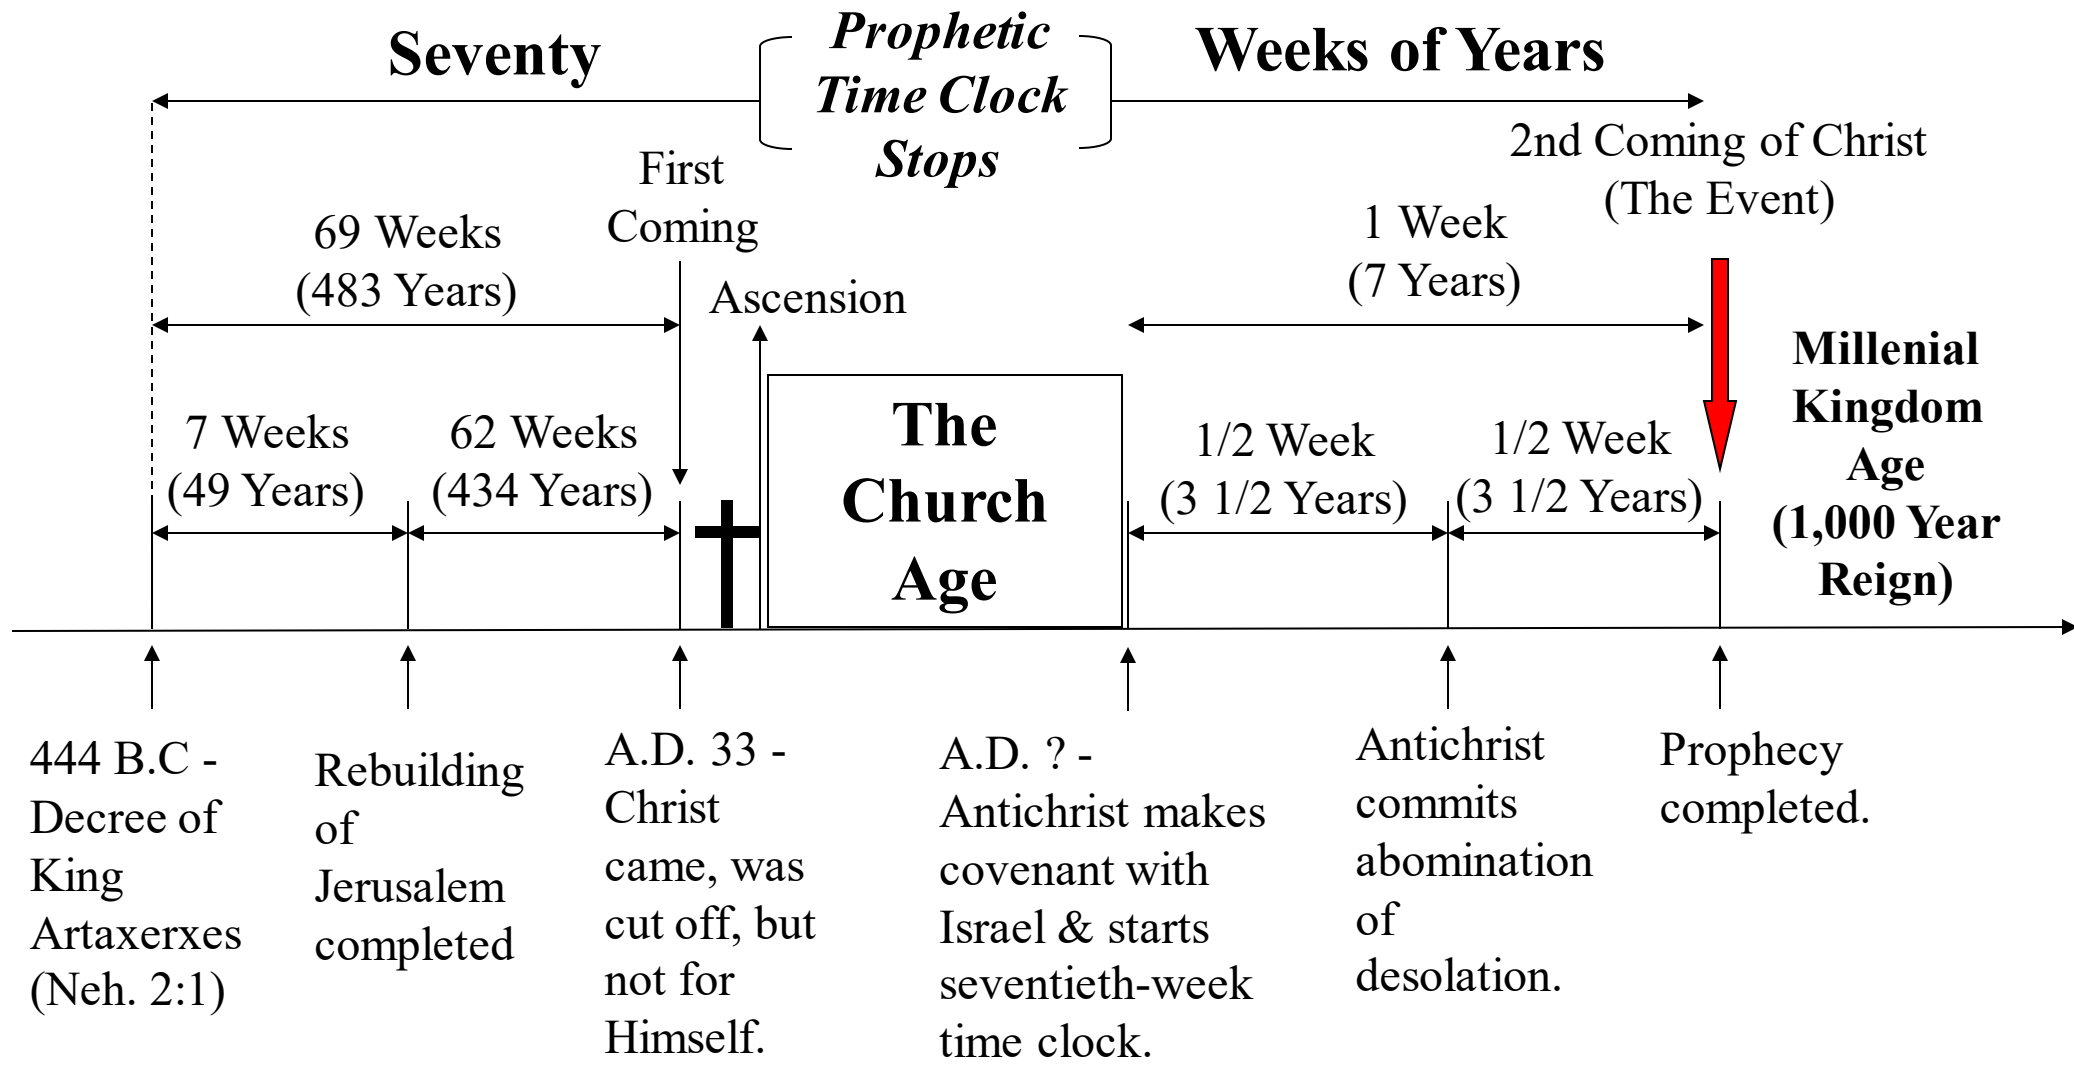 Seventy
Prophetic
Time Clock
Stops
Weeks of Years
2nd Coming of Christ
(The Event)
First
Coming
69 Weeks
(483 Years)
1 Week
(7 Years)
Ascension
Millenial
Kingdom
Age
(1,000 Year
Reign)
7 Weeks
(49 Years)
62 Weeks
(434 Years)
The
Church
Age
1/2 Week
(3 1/2 Years)
1/2 Week
(3 1/2 Years)
444 B.C -
Decree of
King
Artaxerxes
(Neh. 2:1)
Rebuilding
of
Jerusalem
completed
A.D. 33 -
Christ
came, was
cut off, but
not for
Himself.
A.D. ? -
Antichrist makes
covenant with
Israel & starts
seventieth-week
time clock.
Antichrist
commits
abomination
of
desolation.
Prophecy
completed.